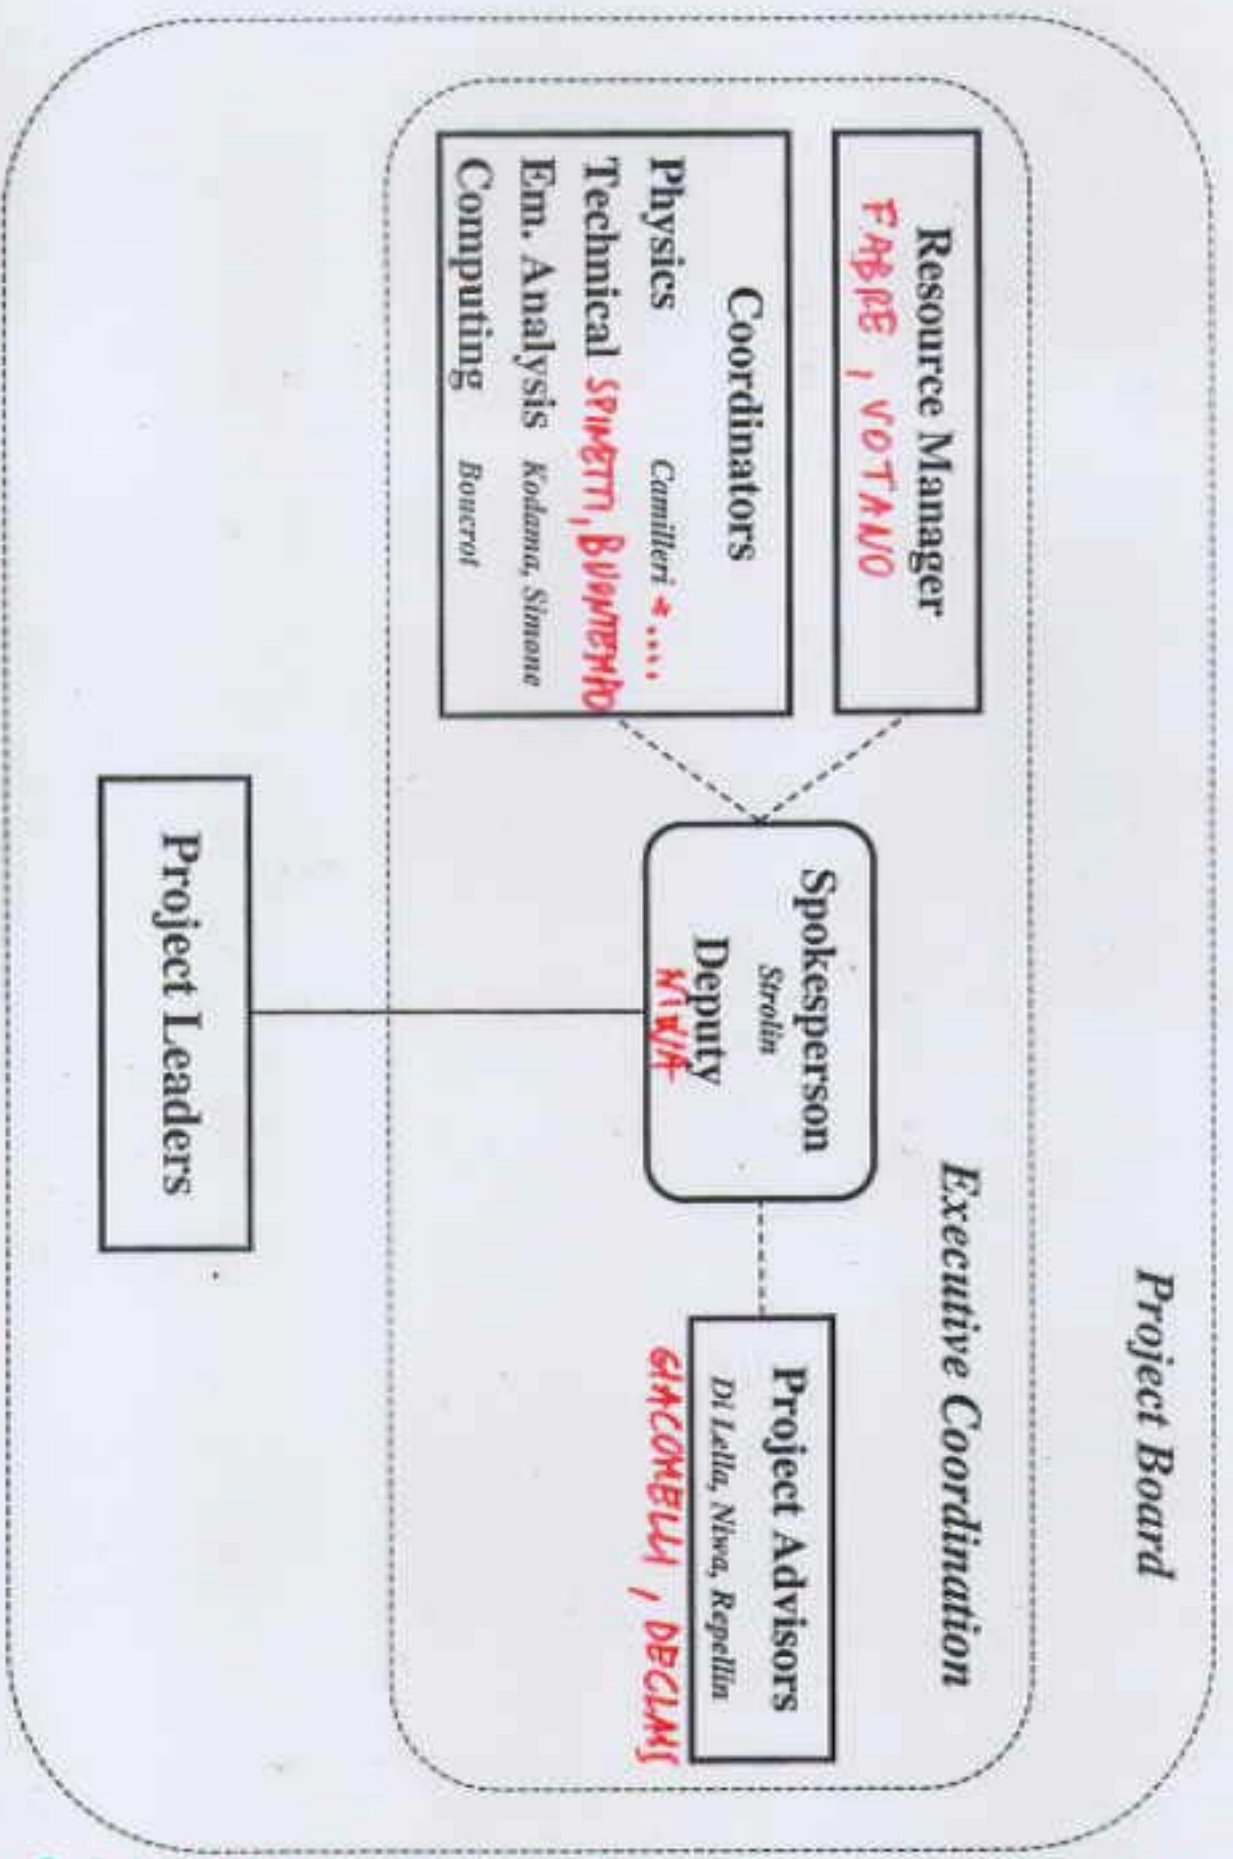 Project Board
Executive Coordination
Resource Manager
FABRE, VOTANO
Coordinators
Physics Camilleri + ....
Technical SPINETTI, BUONTEMPO
Em. Analysis Kodama, Simone
Computing Boucrot
Spokesperson
Strolin
Deputy
NIWA
Project Advisors
Di Lella, Niwa, Repellin
GIACOMELLI, DECLAIS
Project Leaders